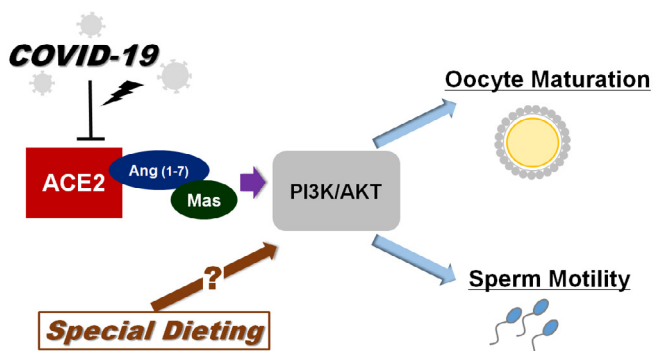 COVID-19
Oocyte Maturation
ACE2
Ang (1-7)
Mas
PI3K/AKT
?
Special Dieting
Sperm Motility